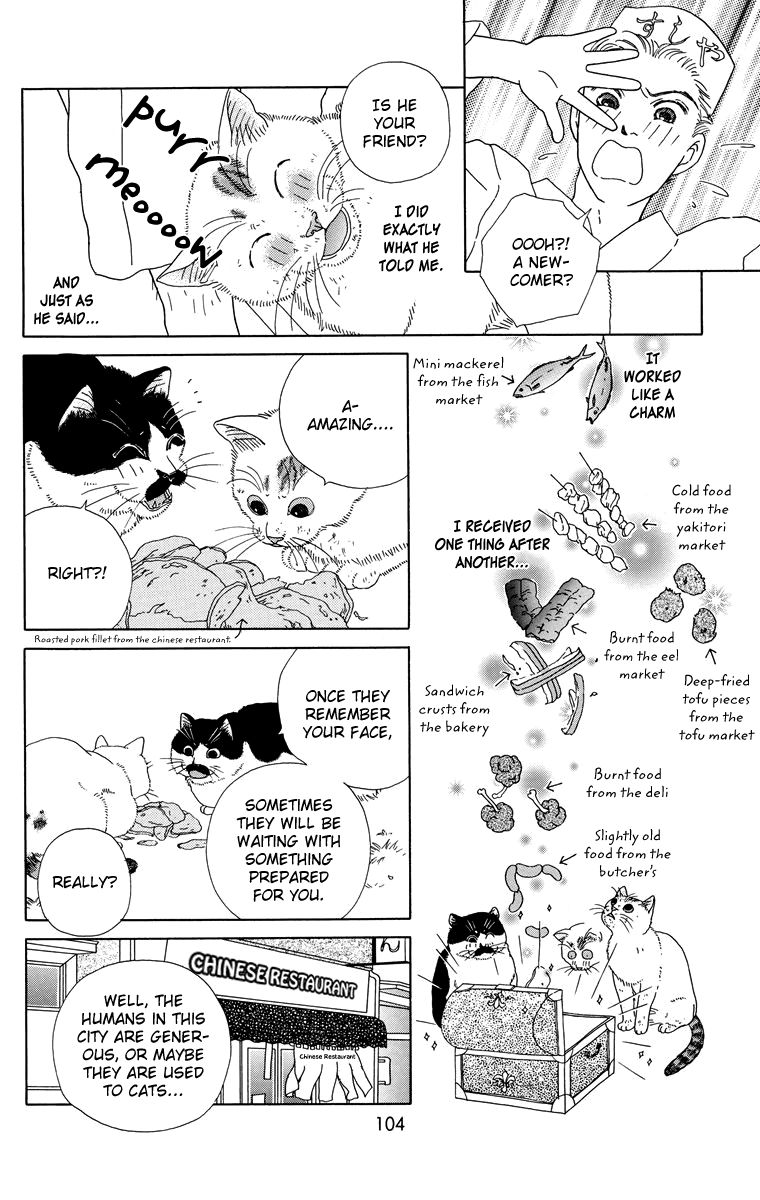 すしや
OOOH?!
A NEW-
COMER?
IS HE
YOUR
FRIEND?
purr
meoooow
I DID
EXACTLY
WHAT HE
TOLD ME.
AND
JUST AS
HE SAID...
IT
WORKED
LIKE A
CHARM
Mini mackerel
from the fish
market
Cold food
from the
yakitori
market
I RECEIVED
ONE THING AFTER
ANOTHER...
Burnt food
from the eel
market
Deep-fried
tofu pieces
from the
tofu market
Sandwich
crusts from
the bakery
Burnt food
from the deli
Slightly old
food from the
butcher's
A-
AMAZING....
RIGHT?!
Roasted pork fillet from the chinese restaurant.
ONCE THEY
REMEMBER
YOUR FACE,
SOMETIMES
THEY WILL BE
WAITING WITH
SOMETHING
PREPARED
FOR YOU.
REALLY?
ん
CHINESE RESTAURANT
Chinese Restaurant
WELL, THE
HUMANS IN THIS
CITY ARE GENER-
OUS, OR MAYBE
THEY ARE USED
TO CATS...
104